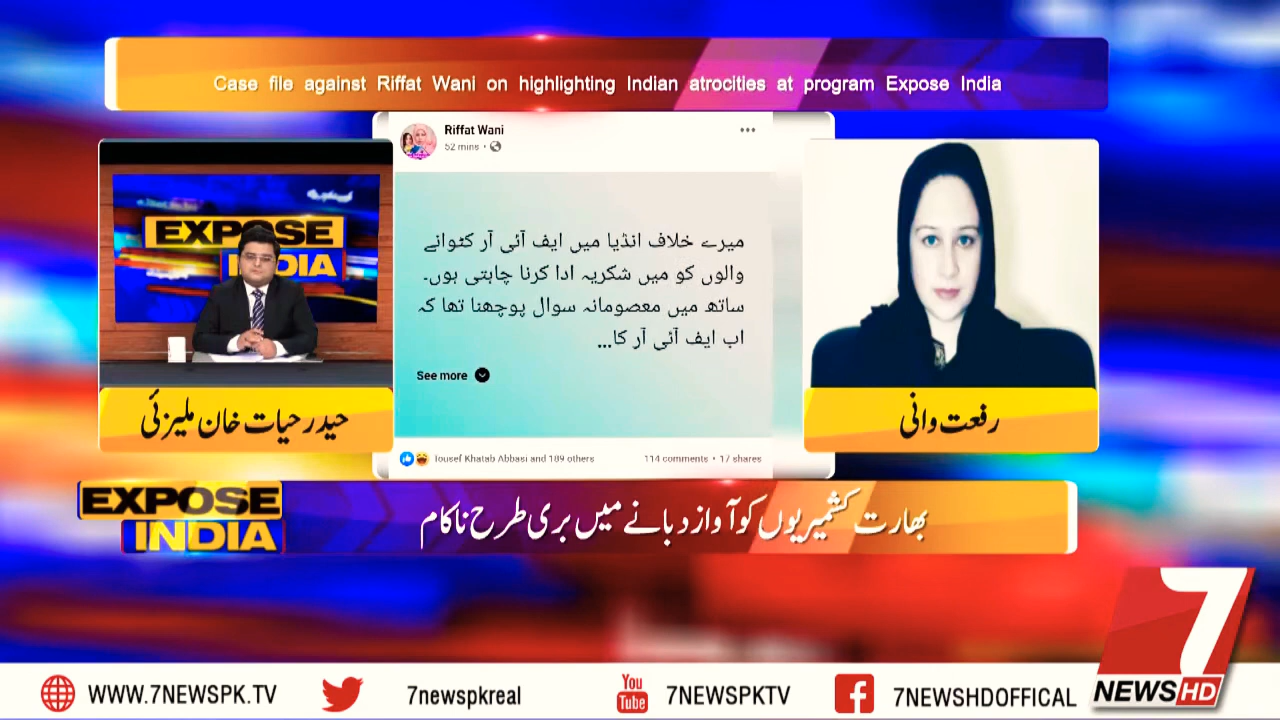 Case file against Riffat Wani on highlighting Indian atrocities at program Expose India
EXPOSE
INDIA
حیدر حیات خان ملیزئی
Riffat Wani
52 mins
میرے خلاف انڈیا میں ایف آئی آر کٹوانے
والوں کو میں شکریہ ادا کرنا چاہتی ہوں۔
ساتھ میں معصومانہ سوال پوچھنا تھا کہ
اب ایف آئی آر کا...
See more
Tousef Khatab Abbasi and 189 others
114 comments • 17 shares
رفعت وانی
EXPOSE
INDIA
بھارت کشمیریوں کو آواز دبانے میں بری طرح ناکام
7
NEWS HD
WWW.7NEWSPK.TV
7newspkreal
You
Tube
7NEWSPKTV
7NEWSHDOFFICAL